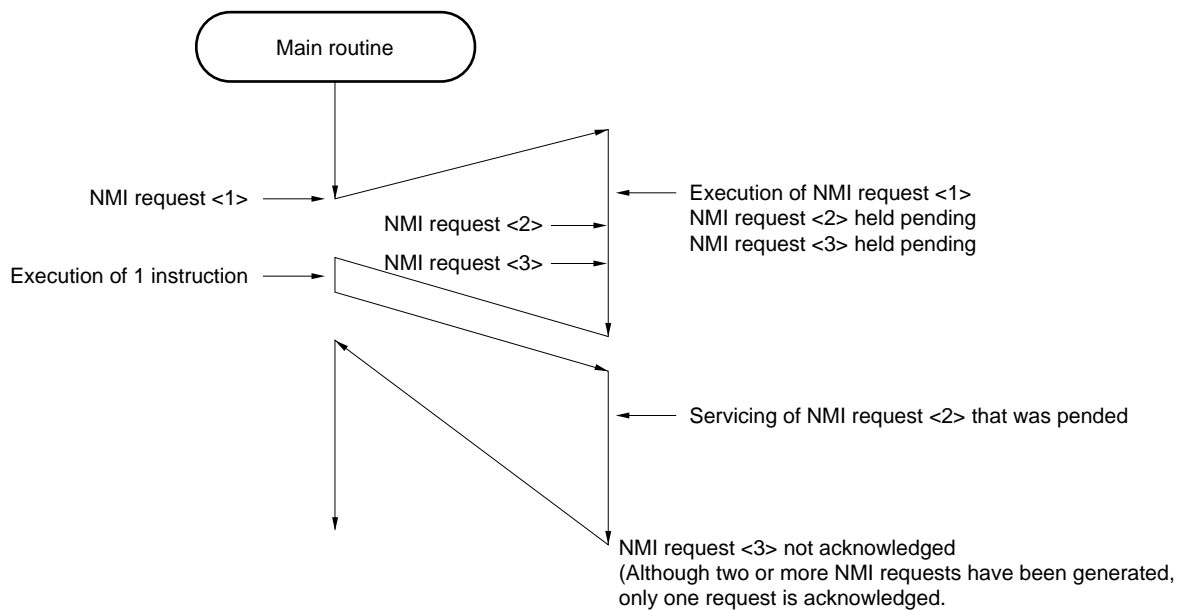 Main routine
NMI request <1>
Execution of NMI request <1>
NMI request <2> held pending
NMI request <3> held pending
NMI request <2>
NMI request <3>
Execution of 1 instruction
Servicing of NMI request <2> that was pended
NMI request <3> not acknowledged
(Although two or more NMI requests have been generated,
only one request is acknowledged.